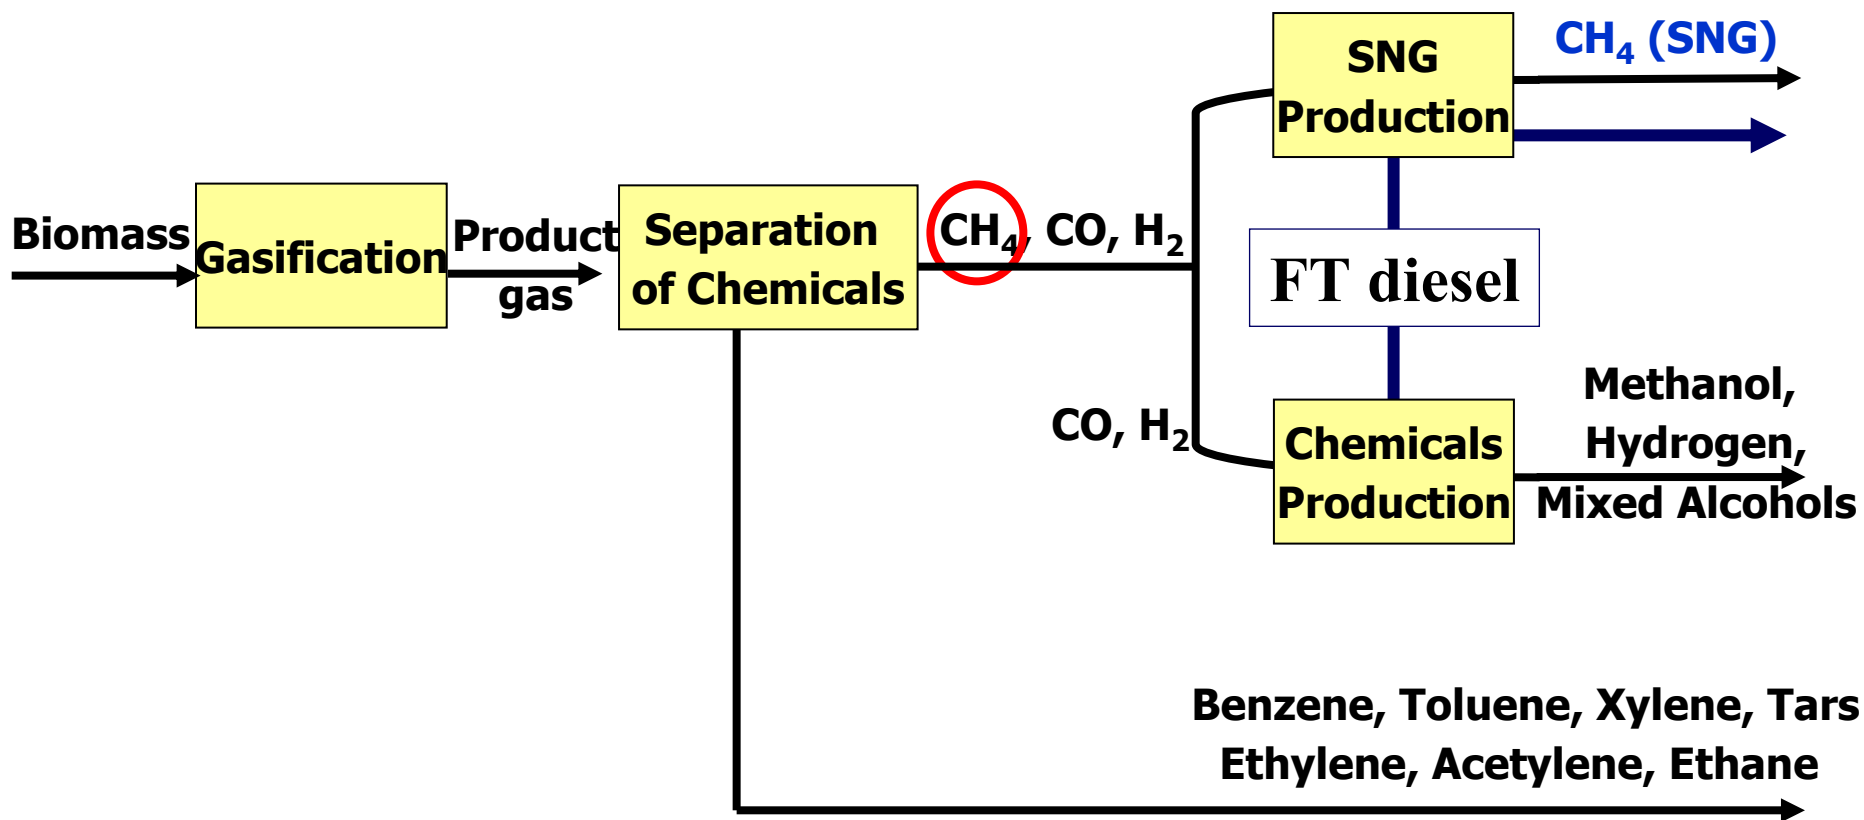 Biomass
Gasification
Product
gas
Separation
of Chemicals
CH₄, CO, H₂
CO, H₂
SNG
Production
CH₄ (SNG)
FT diesel
Chemicals
Production
Methanol,
Hydrogen,
Mixed Alcohols
Benzene, Toluene, Xylene, Tars
Ethylene, Acetylene, Ethane